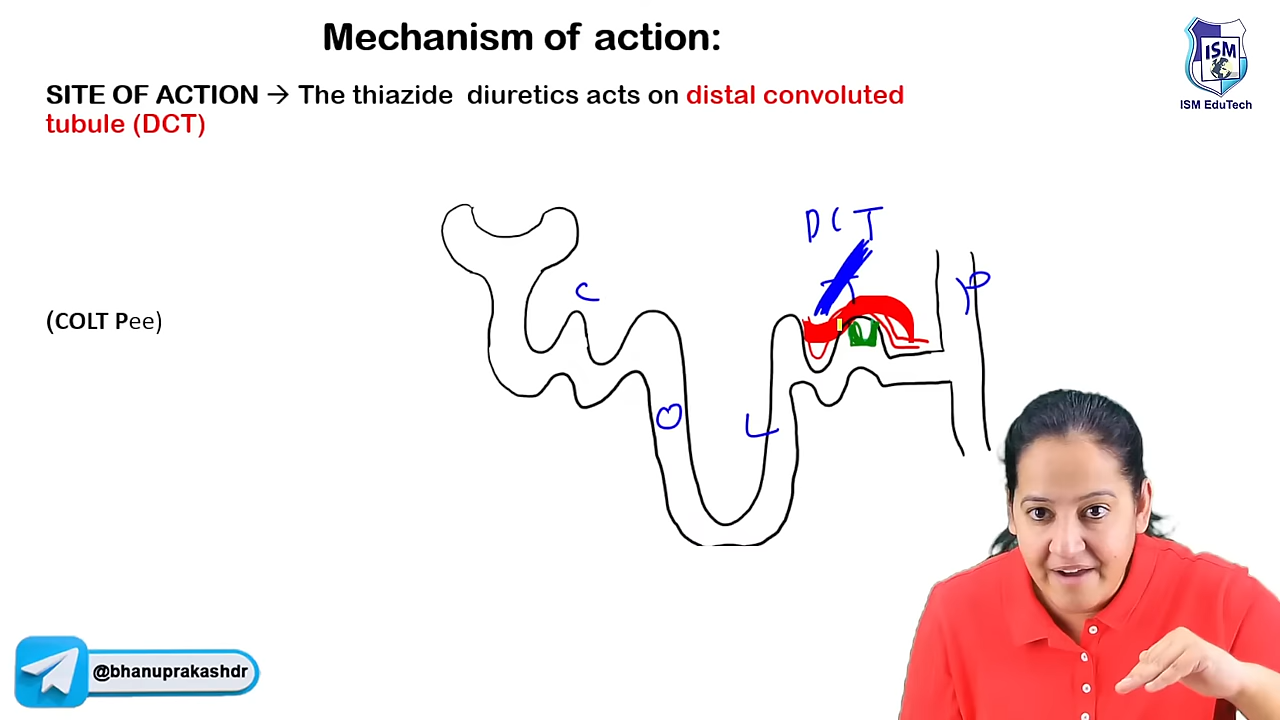 Mechanism of action:
ISM
ISM EduTech
SITE OF ACTION → The thiazide diuretics acts on distal convoluted
tubule (DCT)
DCT
C
T
P
(COLT Pee)
O
L
@bhanuprakashdr